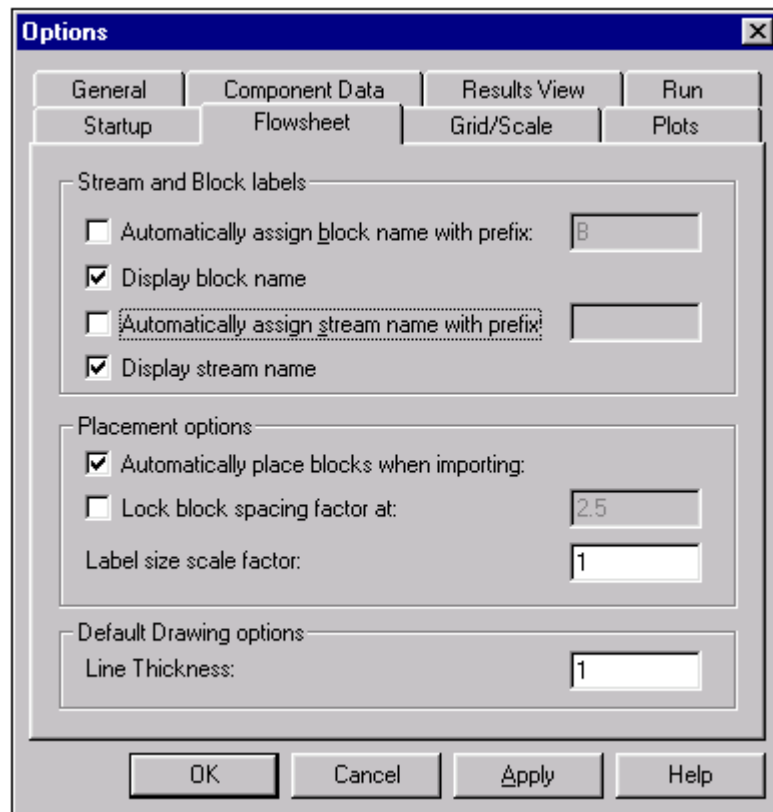 Options
General Component Data Results View Run
Startup Flowsheet Grid/Scale Plots
Stream and Block labels
Automatically assign block name with prefix: B
Display block name
Automatically assign stream name with prefix
Display stream name
Placement options
Automatically place blocks when importing:
Lock block spacing factor at: 2.5
Label size scale factor: 1
Default Drawing options
Line Thickness: 1
OK Cancel Apply Help